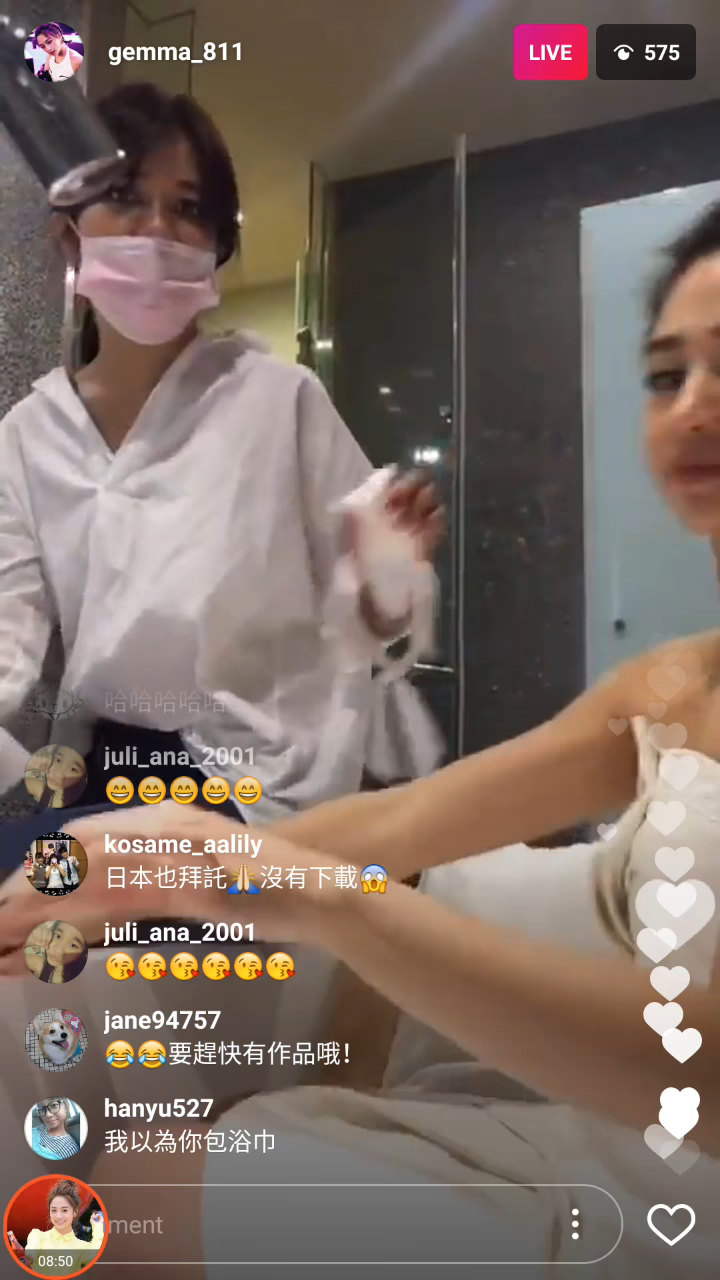 gemma_811
LIVE
575
哈哈哈哈哈
juli_ana_2001
😄😄😄😄😄
kosame_aalily
日本也拜託🙏沒有下載😱
juli_ana_2001
😘😘😘😘😘😘
jane94757
😂😂要趕快有作品哦!
hanyu527
我以為你包浴巾
ment
08:50